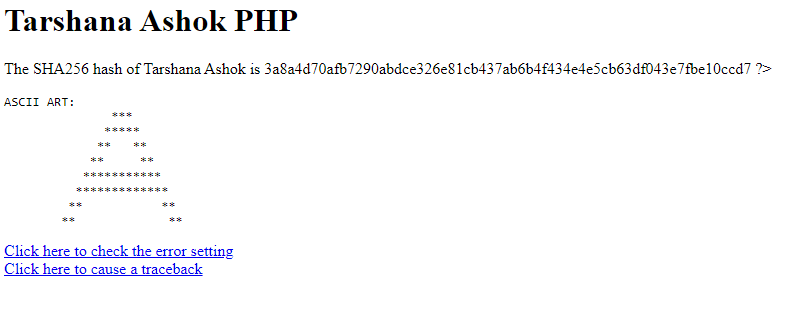 Tarshana Ashok PHP
The SHA256 hash of Tarshana Ashok is 3a8a4d70afb7290abdce326e81cb437ab6b4f434e4e5cb63df043e7fbe10ccd7 ?>
ASCII ART:
               ***
              *****
             **   **
            **     **
           ***********
          *************
         **           **
        **             **
Click here to check the error setting
Click here to cause a traceback